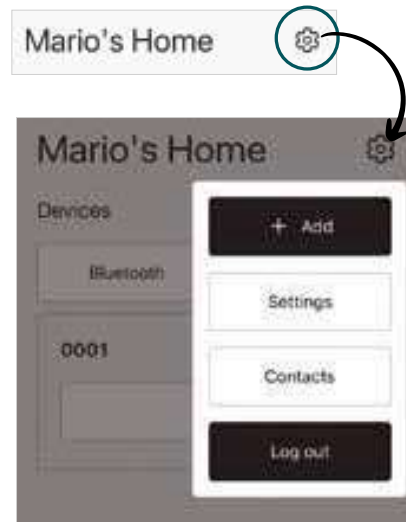 Mario's Home
Mario's Home
Devices
+ Add
Bluetooth
Settings
0001
Contacts
Log out